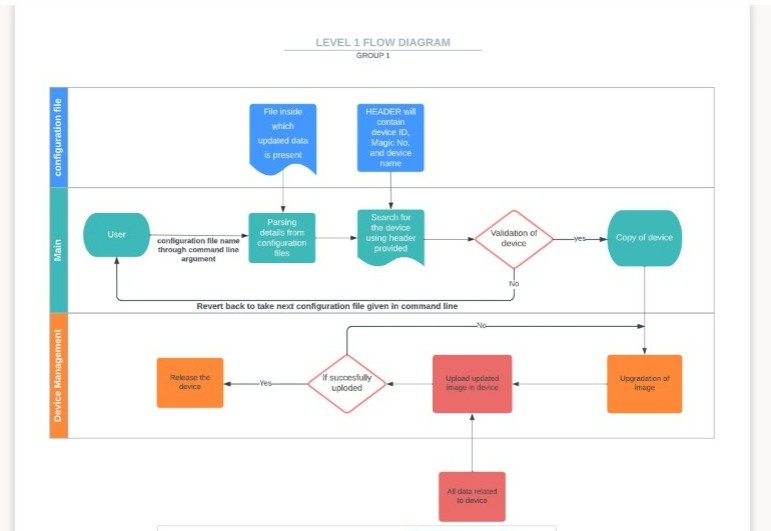 LEVEL 1 FLOW DIAGRAM
GROUP 1
configuration file
File inside
which
updated data
is present
HEADER will
contain
device ID,
Magic No.
and device
name
Main
User
configuration file name
through command line
argument
Parsing
details from
configuration
files
Search for
the device
using header
provided
Validation of
device
yes
Copy of device
No
Revert back to take next configuration file given in command line
Device Management
No
Release the
device
Yes
If succesfully
uploded
Upload updated
image in device
Upgradation of
image
All data related
to device